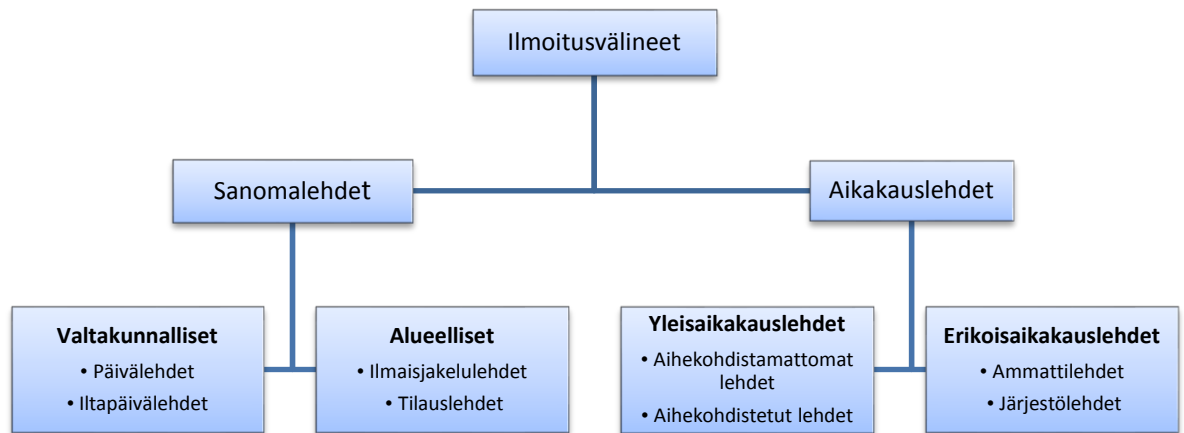 Ilmoitusvälineet
Sanomalehdet
Aikakauslehdet
Valtakunnalliset
• Päivälehdet
• Iltapäivälehdet
Alueelliset
• Ilmaisjakelulehdet
• Tilauslehdet
Yleisaikakauslehdet
• Aihekohdistamattomat
lehdet
• Aihekohdistetut lehdet
Erikoisaikakauslehdet
• Ammattilehdet
• Järjestölehdet